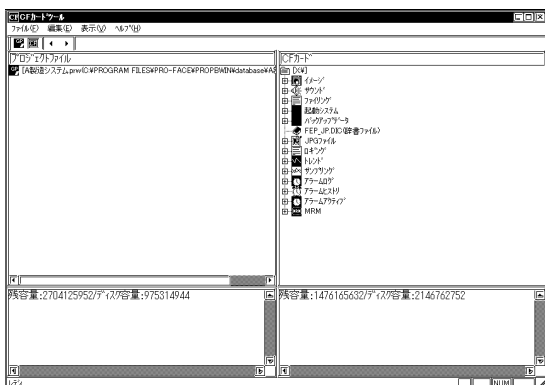 CFカードツール
ファイル(F) 編集(E) 表示(V) ヘルプ(H)
プロジェクトファイル
[A製造システム.prw(C:¥PROGRAM FILES¥PRO-FACE¥PROPBWIN¥database¥A製
残容量:2704125952/ディスク容量:975314944
レディ
CFカード
[X¥]
イメージ
サウンド
ファイリング
起動システム
バックアップデータ
FEP_JP.DIC(辞書ファイル)
JPGファイル
ロギング
トレンド
サンプリング
アラームログ
アラームヒストリ
アラームアクティブ
MRM
残容量:1476165632/ディスク容量:2146762752
NUM